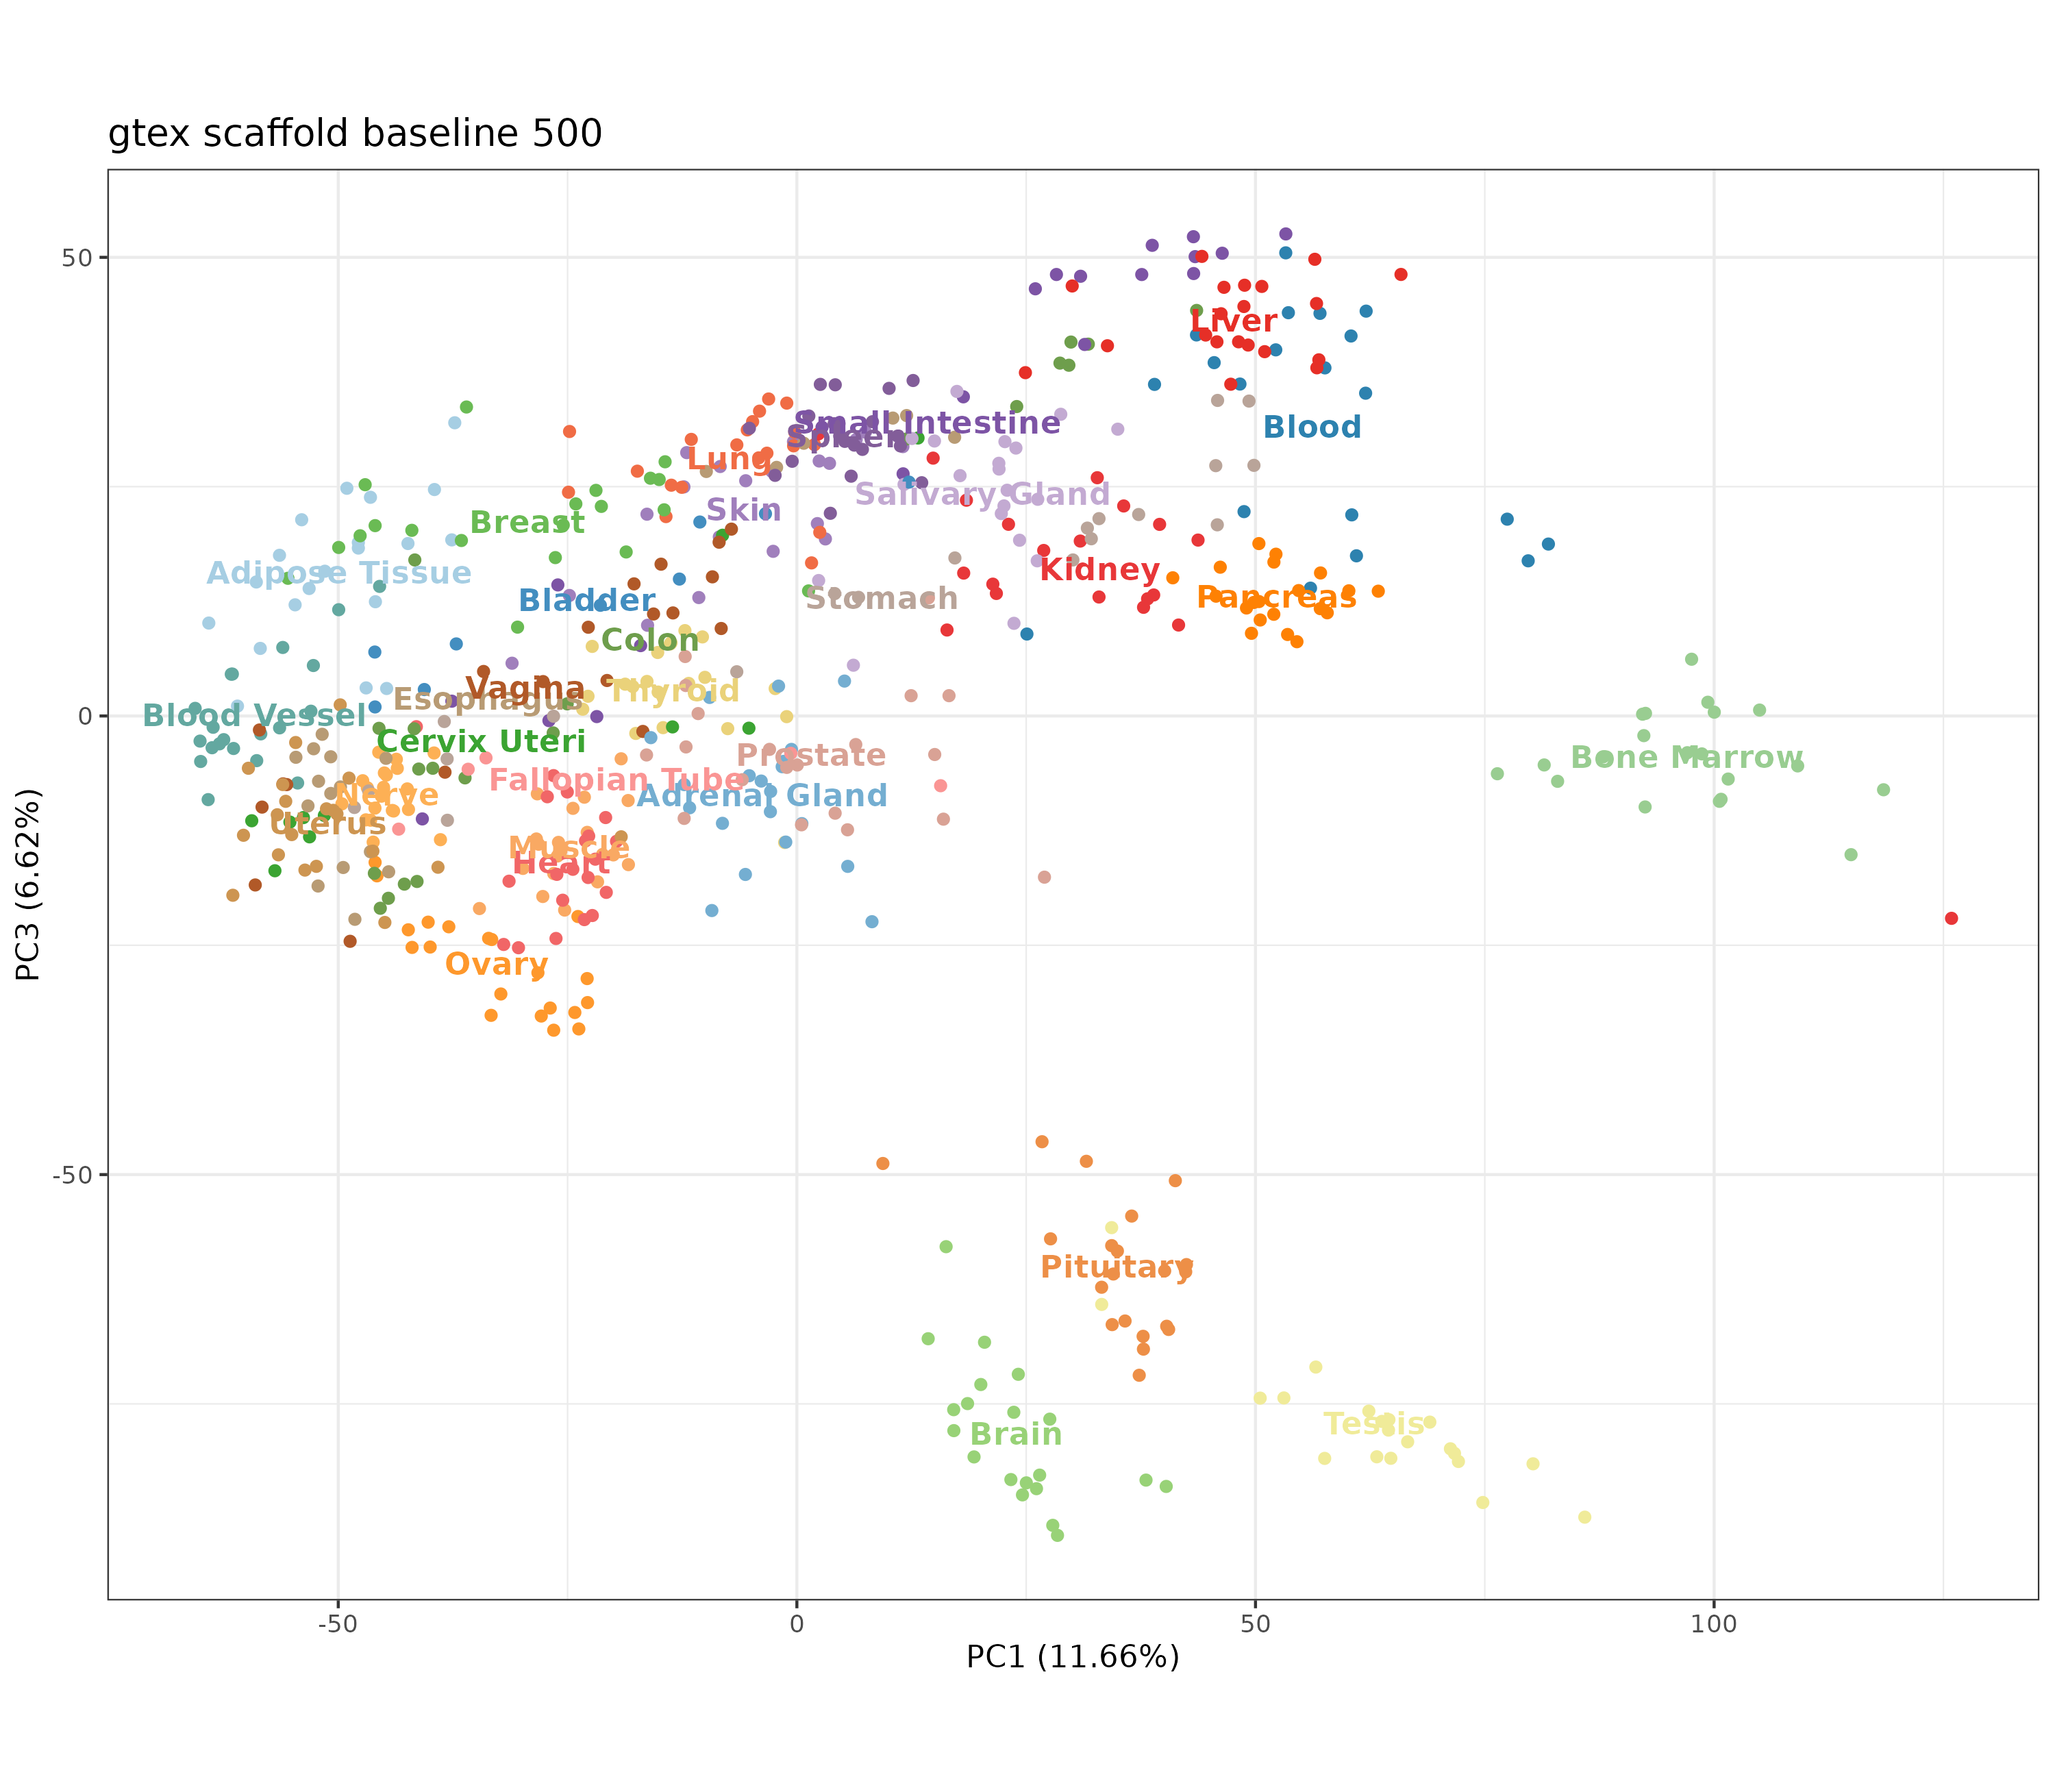 gtex scaffold baseline 500
50
Liver
Small Intestine
Blood
Spleen
Lung
Salivary Gland
Skin
Breast
Adipose Tissue
Kidney
Pancreas
Stomach
Bladder
Colon
Vagina
Thyroid
Esophagus
0
Blood Vessel
Cervix Uteri
Prostate
Bone Marrow
Fallopian Tube
Nerve
Adrenal Gland
Uterus
Muscle
Heart
Ovary
PC3 (6.62%)
-50
Pituitary
Testis
Brain
-50 0 50 100
PC1 (11.66%)